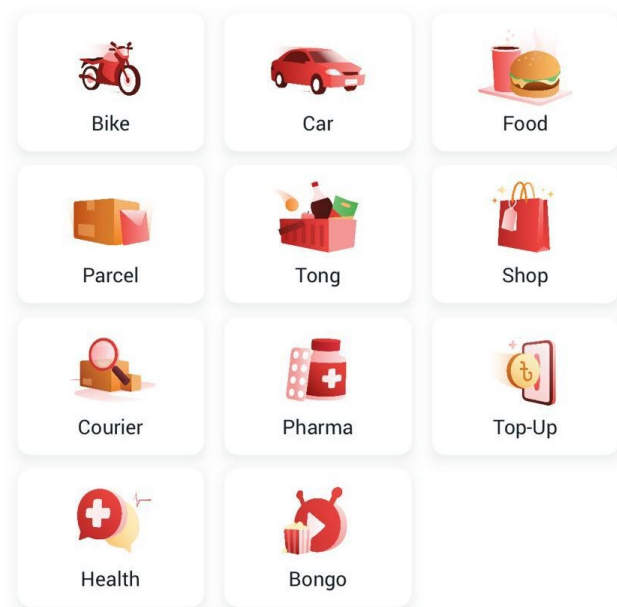 Bike
Car
Food
Parcel
Tong
Shop
Courier
Pharma
Top-Up
৳
Health
Bongo